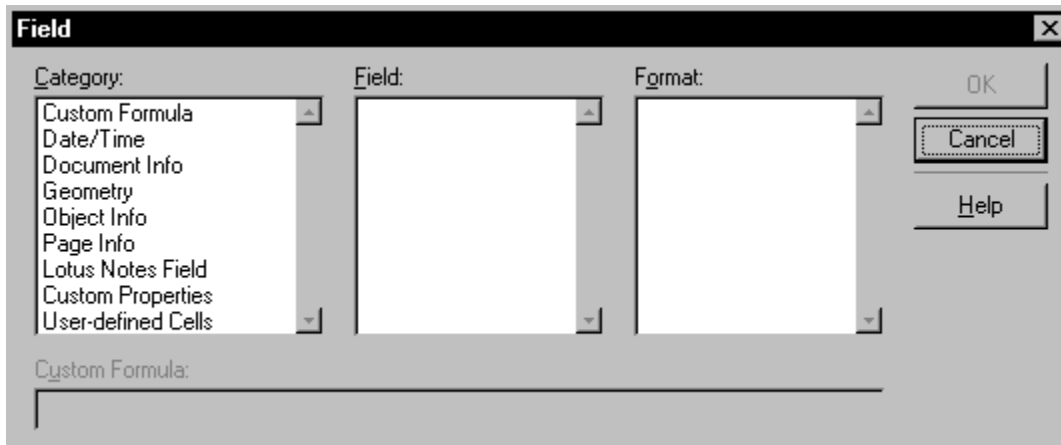 Field
Category:
Field:
Format:
Custom Formula
Date/Time
Document Info
Geometry
Object Info
Page Info
Lotus Notes Field
Custom Properties
User-defined Cells
OK
Cancel
Help
Custom Formula: